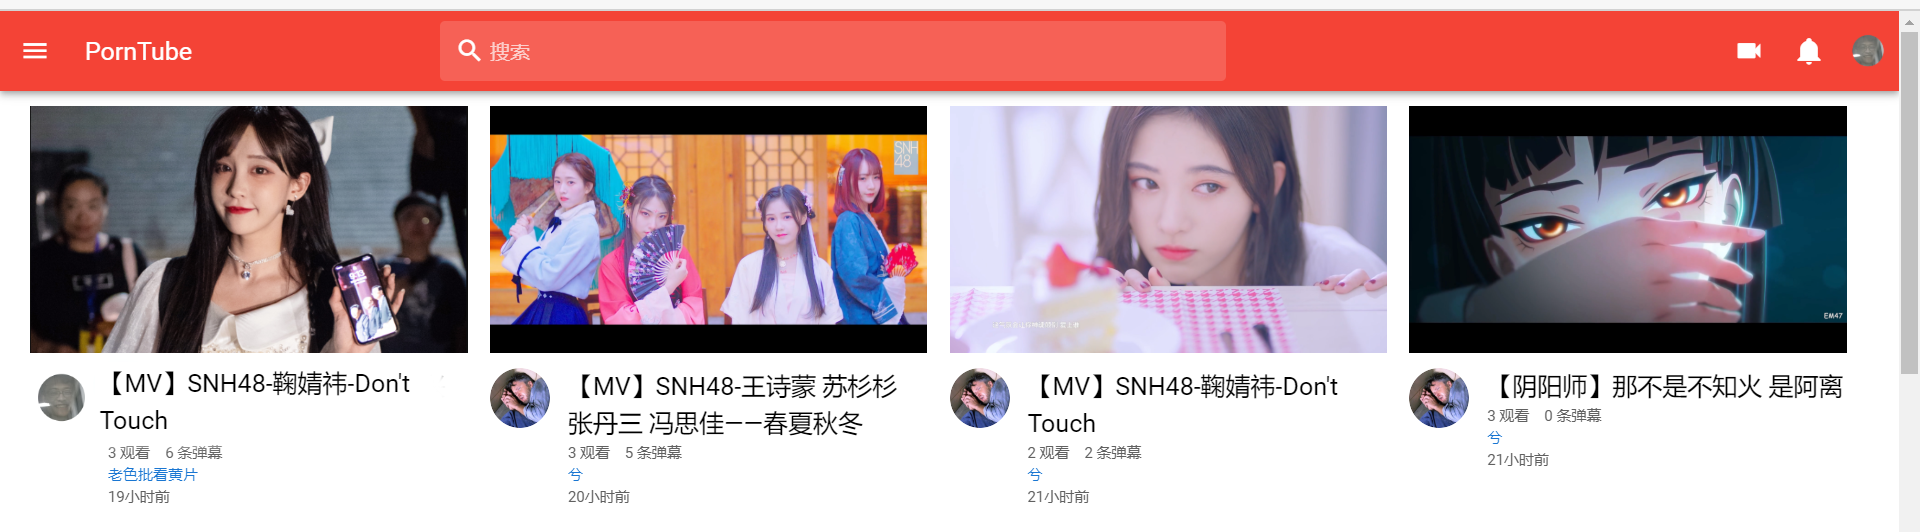 PornTube
搜索
SNH
48
EM47
【MV】SNH48-鞠婧祎-Don't
Touch
3 观看 6 条弹幕
老色批看黄片
19小时前
【MV】SNH48-王诗蒙 苏杉杉
张丹三 冯思佳——春夏秋冬
3 观看 5 条弹幕
兮
20小时前
【MV】SNH48-鞠婧祎-Don't
Touch
2 观看 2 条弹幕
兮
21小时前
【阴阳师】那不是不知火 是阿离
3 观看 0 条弹幕
兮
21小时前